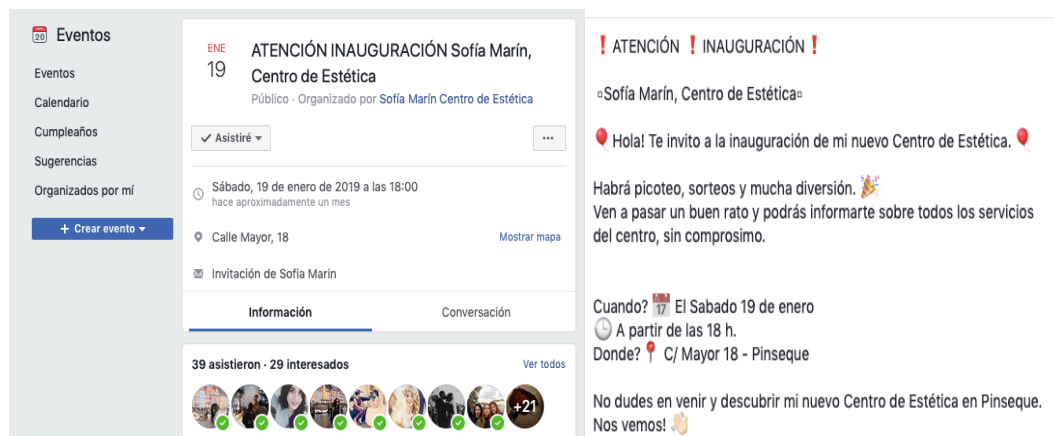 Eventos
Eventos
Calendario
Cumpleaños
Sugerencias
Organizados por mí
+ Crear evento
ENE
19
ATENCIÓN INAUGURACIÓN Sofía Marín,
Centro de Estética
Público · Organizado por Sofía Marín Centro de Estética
Asistiré
Sábado, 19 de enero de 2019 a las 18:00
hace aproximadamente un mes
Calle Mayor, 18 Mostrar mapa
Invitación de Sofia Marin
Información Conversación
39 asistieron · 29 interesados Ver todos
+21
❗ ATENCIÓN ❗ INAUGURACIÓN ❗
▫Sofía Marín, Centro de Estética▫
🎈 Hola! Te invito a la inauguración de mi nuevo Centro de Estética. 🎈
Habrá picoteo, sorteos y mucha diversión. 🎉
Ven a pasar un buen rato y podrás informarte sobre todos los servicios
del centro, sin comprosimo.
Cuando? 📅 El Sabado 19 de enero
🕒 A partir de las 18 h.
Donde? 📍 C/ Mayor 18 - Pinseque
No dudes en venir y descubrir mi nuevo Centro de Estética en Pinseque.
Nos vemos! 👋🏻